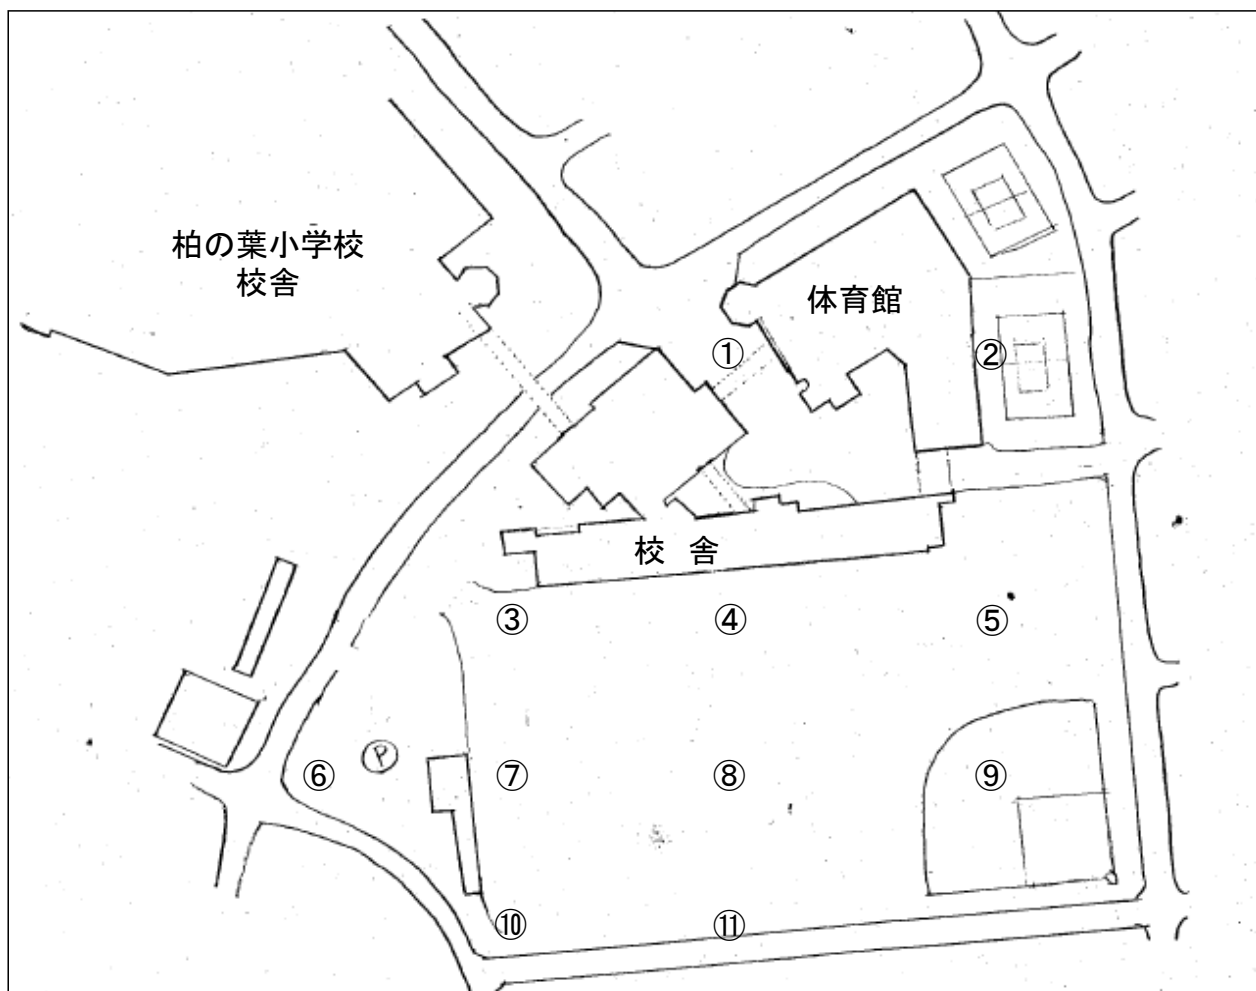 柏の葉小学校
校舎
体育館
①
②
校 舎
③
④
⑤
⑥
P
⑦
⑧
⑨
⑩
⑪